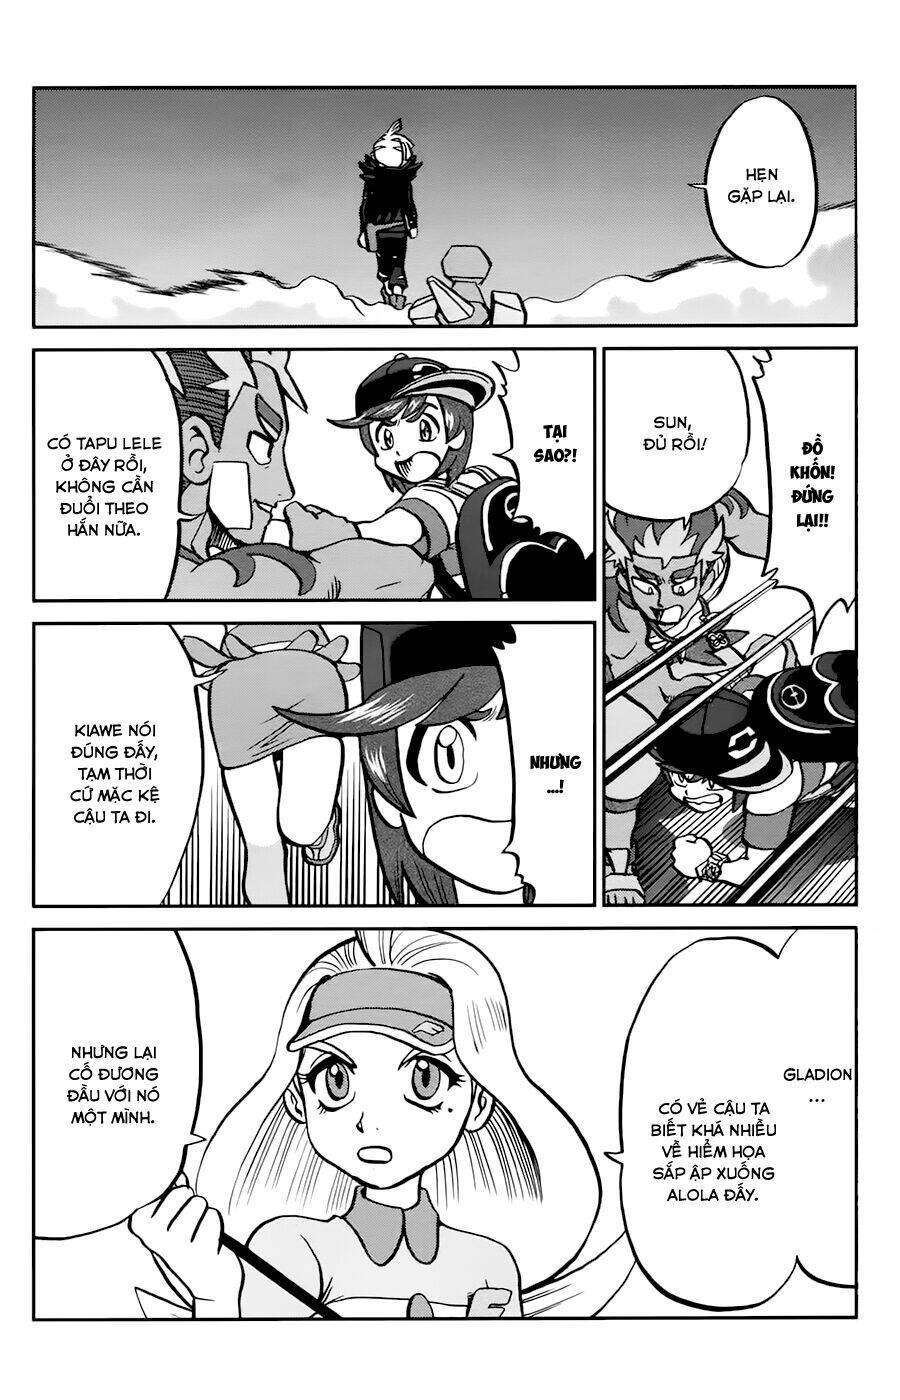 HẸN
GẶP LẠI.
ĐỒ
KHỐN!
ĐỨNG
LẠI!!
SUN,
ĐỦ RỒI!
TẠI
SAO?!
CÓ TAPU LELE
Ở ĐÂY RỒI,
KHÔNG CẦN
ĐUỔI THEO
HẮN NỮA.
NHƯNG
...!
KIAWE NÓI
ĐÚNG ĐẤY,
TẠM THỜI
CỨ MẶC KỆ
CẬU TA ĐI.
GLADION
...
CÓ VẺ CẬU TA
BIẾT KHÁ NHIỀU
VỀ HIỂM HỌA
SẮP ẬP XUỐNG
ALOLA ĐẤY.
NHƯNG LẠI
CỐ ĐƯƠNG
ĐẦU VỚI NÓ
MỘT MÌNH.